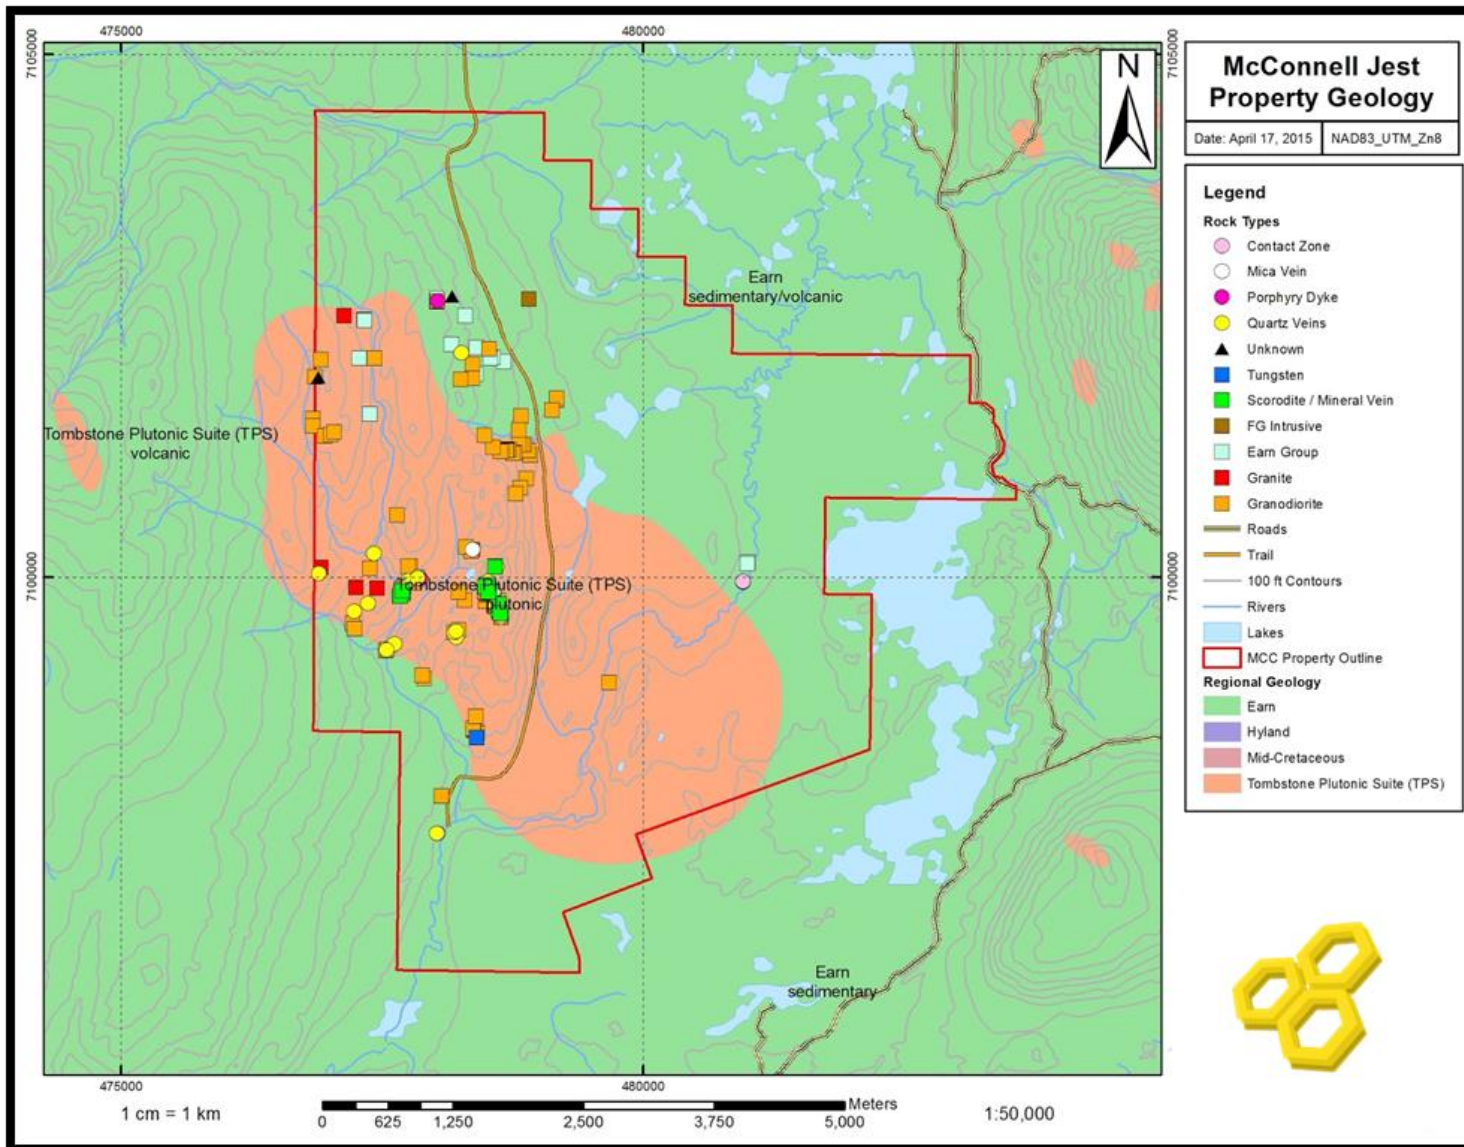 475000
480000
7105000
7105000
N
McConnell Jest
Property Geology
Date: April 17, 2015
NAD83_UTM_Zn8
Legend
Rock Types
Contact Zone
Mica Vein
Porphyry Dyke
Quartz Veins
Unknown
Tungsten
Scorodite / Mineral Vein
FG Intrusive
Earn Group
Granite
Granodiorite
Roads
Trail
100 ft Contours
Rivers
Lakes
MCC Property Outline
Regional Geology
Earn
Hyland
Mid-Cretaceous
Tombstone Plutonic Suite (TPS)
Earn
sedimentary/volcanic
Tombstone Plutonic Suite (TPS)
volcanic
7100000
7100000
Tombstone Plutonic Suite (TPS)
plutonic
Earn
sedimentary
475000
480000
1 cm = 1 km
0
625
1,250
2,500
3,750
5,000
Meters
1:50,000